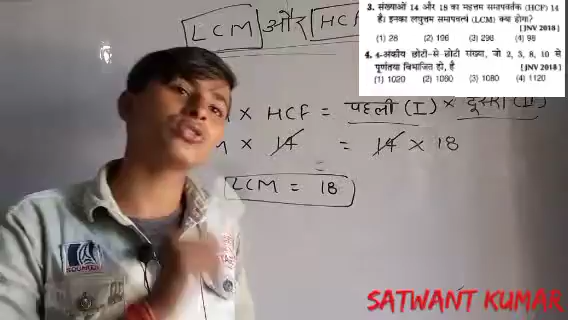 3. संख्याओं 14 और 18 का महत्तम समापवर्तक (HCF) 14
है। इनका लघुत्तम समापवर्त्य (LCM) क्या होगा?
[JNV 2018]
(1) 28 (2) 196 (3) 298 (4) 98
4. 4-अंकीय छोटी-से-छोटी संख्या, जो 2, 3, 8, 10 से
पूर्णतया विभाजित हो, है
[JNV 2018]
(1) 1020 (2) 1060 (3) 1080 (4) 1120
LCM और HCF
× HCF = पहली (I) × दूसरी (II)
M × 14 = 14 × 18
LCM = 18
SATWANT KUMAR